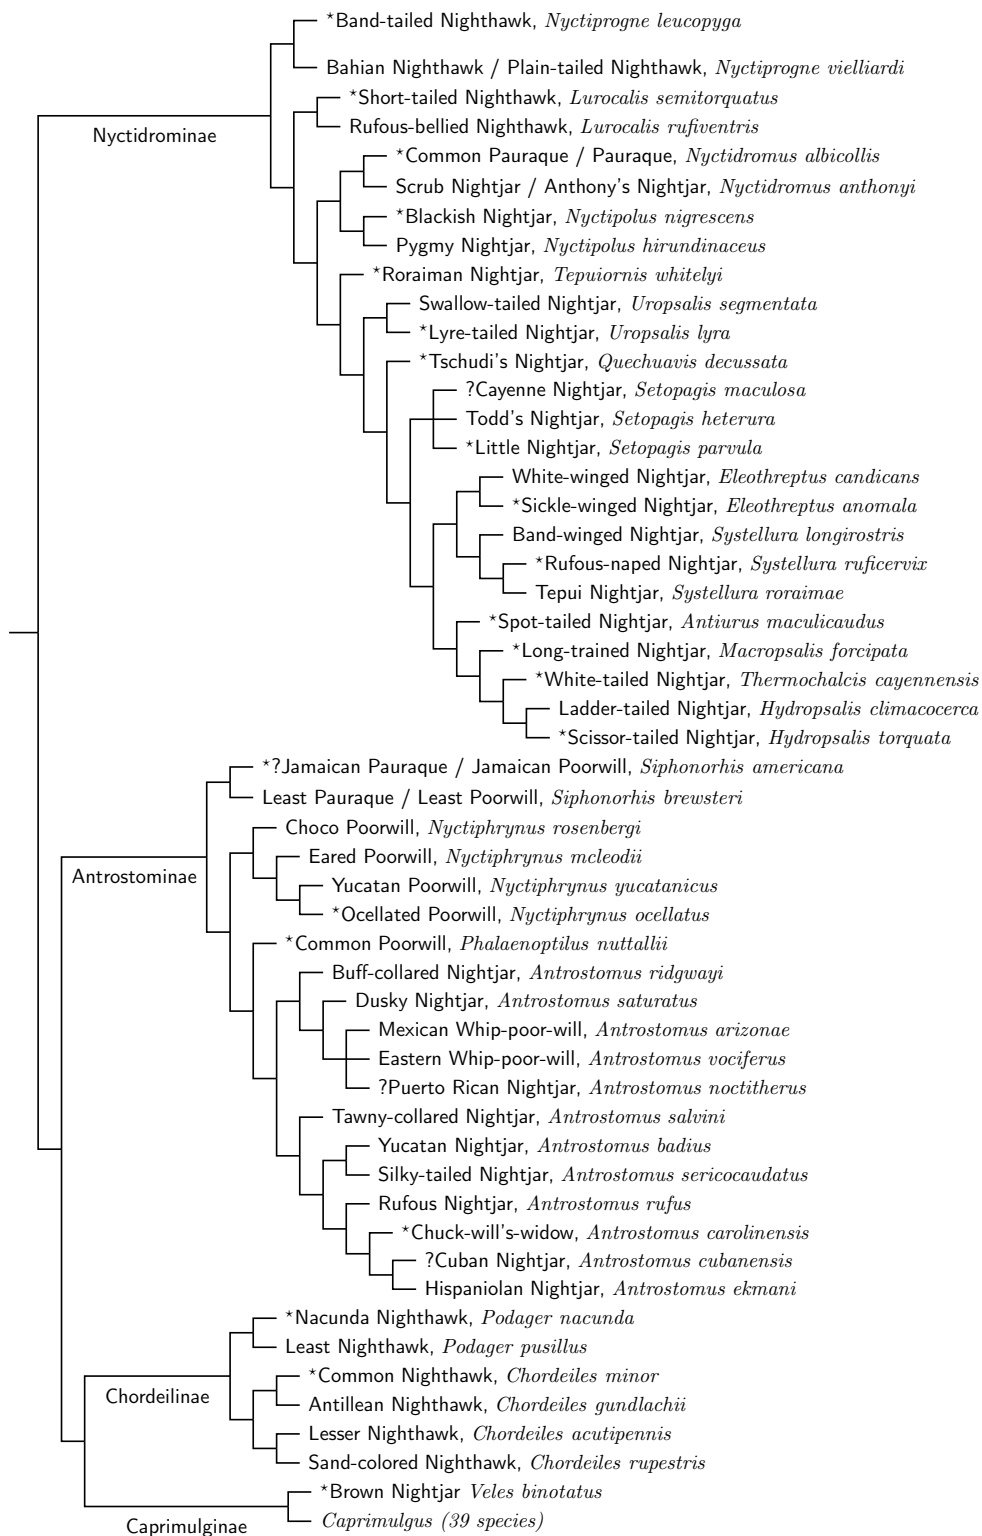 *Band-tailed Nighthawk, Nyctiprogne leucopyga
Bahian Nighthawk / Plain-tailed Nighthawk, Nyctiprogne vielliardi
*Short-tailed Nighthawk, Lurocalis semitorquatus
Nyctidrominae
Rufous-bellied Nighthawk, Lurocalis rufiventris
*Common Pauraque / Pauraque, Nyctidromus albicollis
Scrub Nightjar / Anthony's Nightjar, Nyctidromus anthonyi
*Blackish Nightjar, Nyctipolus nigrescens
Pygmy Nightjar, Nyctipolus hirundinaceus
*Roraiman Nightjar, Tepuiornis whitelyi
Swallow-tailed Nightjar, Uropsalis segmentata
*Lyre-tailed Nightjar, Uropsalis lyra
*Tschudi's Nightjar, Quechuavis decussata
?Cayenne Nightjar, Setopagis maculosa
Todd's Nightjar, Setopagis heterura
*Little Nightjar, Setopagis parvula
White-winged Nightjar, Eleothreptus candicans
*Sickle-winged Nightjar, Eleothreptus anomala
Band-winged Nightjar, Systellura longirostris
*Rufous-naped Nightjar, Systellura ruficervix
Tepui Nightjar, Systellura roraimae
*Spot-tailed Nightjar, Antiurus maculicaudus
*Long-trained Nightjar, Macropsalis forcipata
*White-tailed Nightjar, Thermochalcis cayennensis
Ladder-tailed Nightjar, Hydropsalis climacocerca
*Scissor-tailed Nightjar, Hydropsalis torquata
*?Jamaican Pauraque / Jamaican Poorwill, Siphonorhis americana
Least Pauraque / Least Poorwill, Siphonorhis brewsteri
Choco Poorwill, Nyctiphrynus rosenbergi
Eared Poorwill, Nyctiphrynus mcleodii
Antrostominae
Yucatan Poorwill, Nyctiphrynus yucatanicus
*Ocellated Poorwill, Nyctiphrynus ocellatus
*Common Poorwill, Phalaenoptilus nuttallii
Buff-collared Nightjar, Antrostomus ridgwayi
Dusky Nightjar, Antrostomus saturatus
Mexican Whip-poor-will, Antrostomus arizonae
Eastern Whip-poor-will, Antrostomus vociferus
?Puerto Rican Nightjar, Antrostomus noctitherus
Tawny-collared Nightjar, Antrostomus salvini
Yucatan Nightjar, Antrostomus badius
Silky-tailed Nightjar, Antrostomus sericocaudatus
Rufous Nightjar, Antrostomus rufus
*Chuck-will's-widow, Antrostomus carolinensis
?Cuban Nightjar, Antrostomus cubanensis
Hispaniolan Nightjar, Antrostomus ekmani
*Nacunda Nighthawk, Podager nacunda
Least Nighthawk, Podager pusillus
*Common Nighthawk, Chordeiles minor
Chordeilinae
Antillean Nighthawk, Chordeiles gundlachii
Lesser Nighthawk, Chordeiles acutipennis
Sand-colored Nighthawk, Chordeiles rupestris
*Brown Nightjar Veles binotatus
Caprimulginae
Caprimulgus (39 species)